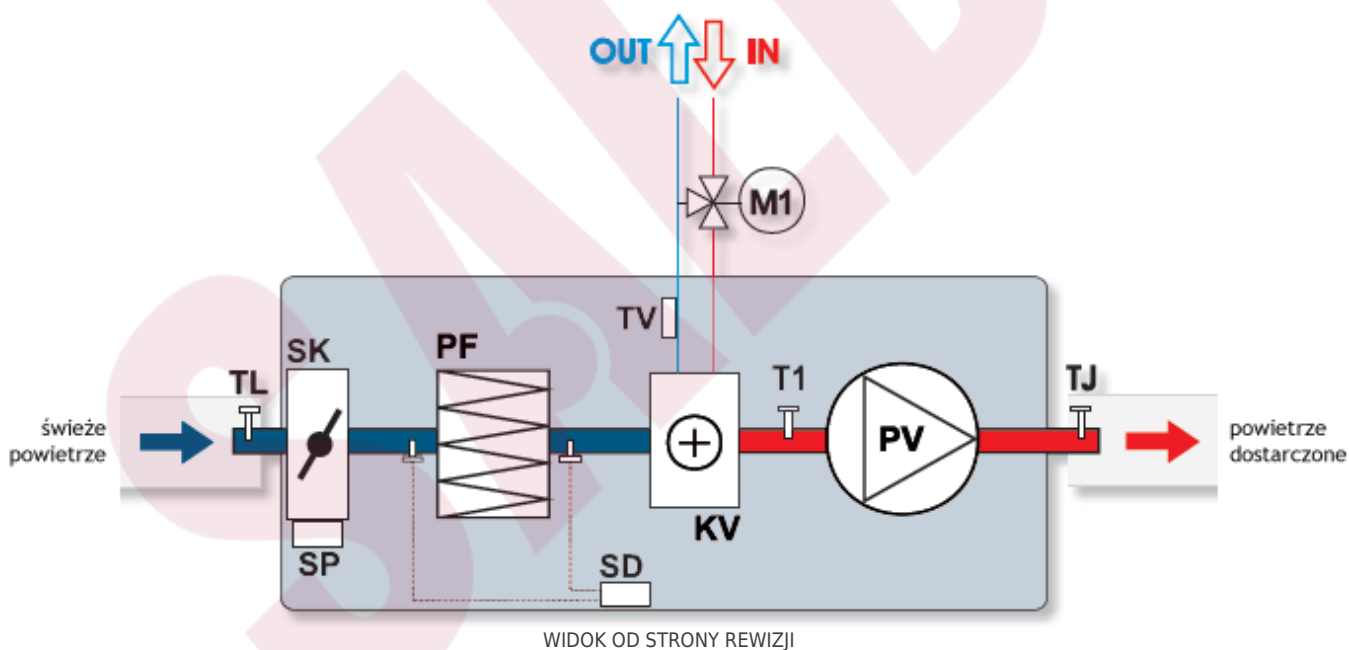 OUT IN
M1
TV
SK
PF
TL
T1
TJ
świeże
powietrze
PV
powietrze
dostarczone
KV
SP
SD
WIDOK OD STRONY REWIZJI